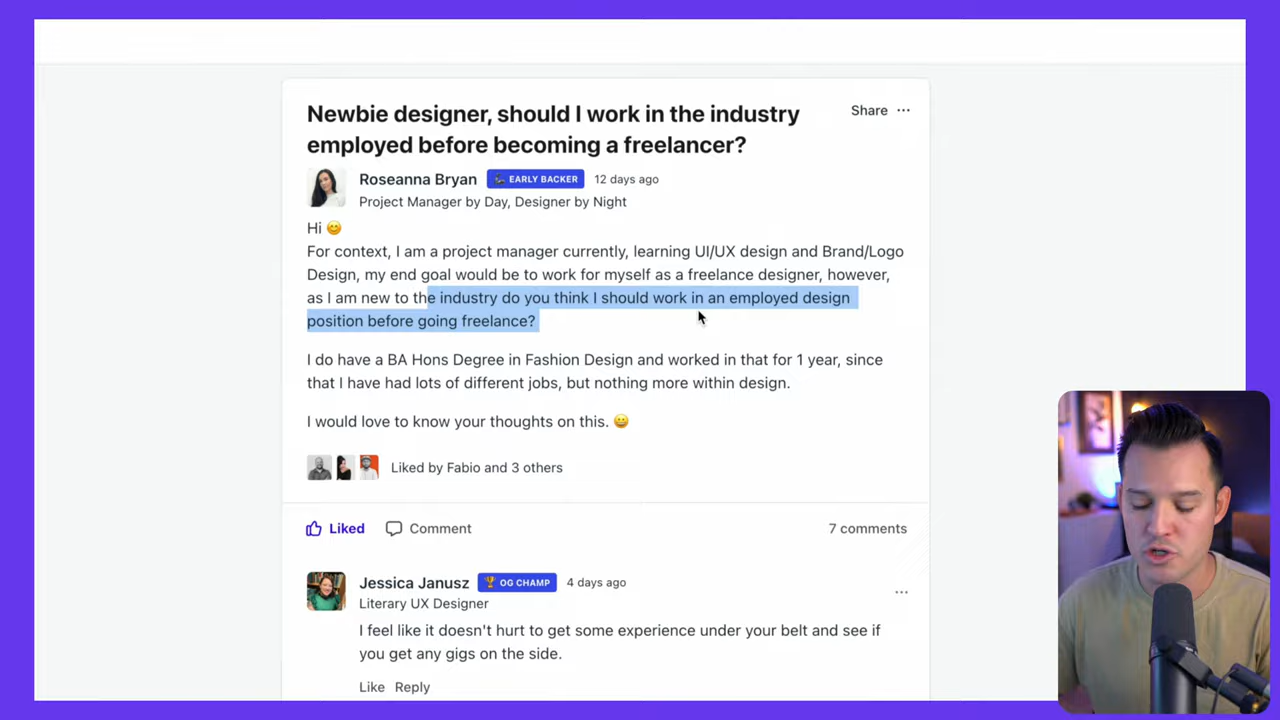 Newbie designer, should I work in the industry
employed before becoming a freelancer?
Share ···
Roseanna Bryan EARLY BACKER 12 days ago
Project Manager by Day, Designer by Night
Hi 😊
For context, I am a project manager currently, learning UI/UX design and Brand/Logo
Design, my end goal would be to work for myself as a freelance designer, however,
as I am new to the industry do you think I should work in an employed design
position before going freelance?
I do have a BA Hons Degree in Fashion Design and worked in that for 1 year, since
that I have had lots of different jobs, but nothing more within design.
I would love to know your thoughts on this. 😀
Liked by Fabio and 3 others
Liked Comment 7 comments
Jessica Janusz 🏆 OG CHAMP 4 days ago
···
Literary UX Designer
I feel like it doesn't hurt to get some experience under your belt and see if
you get any gigs on the side.
Like Reply